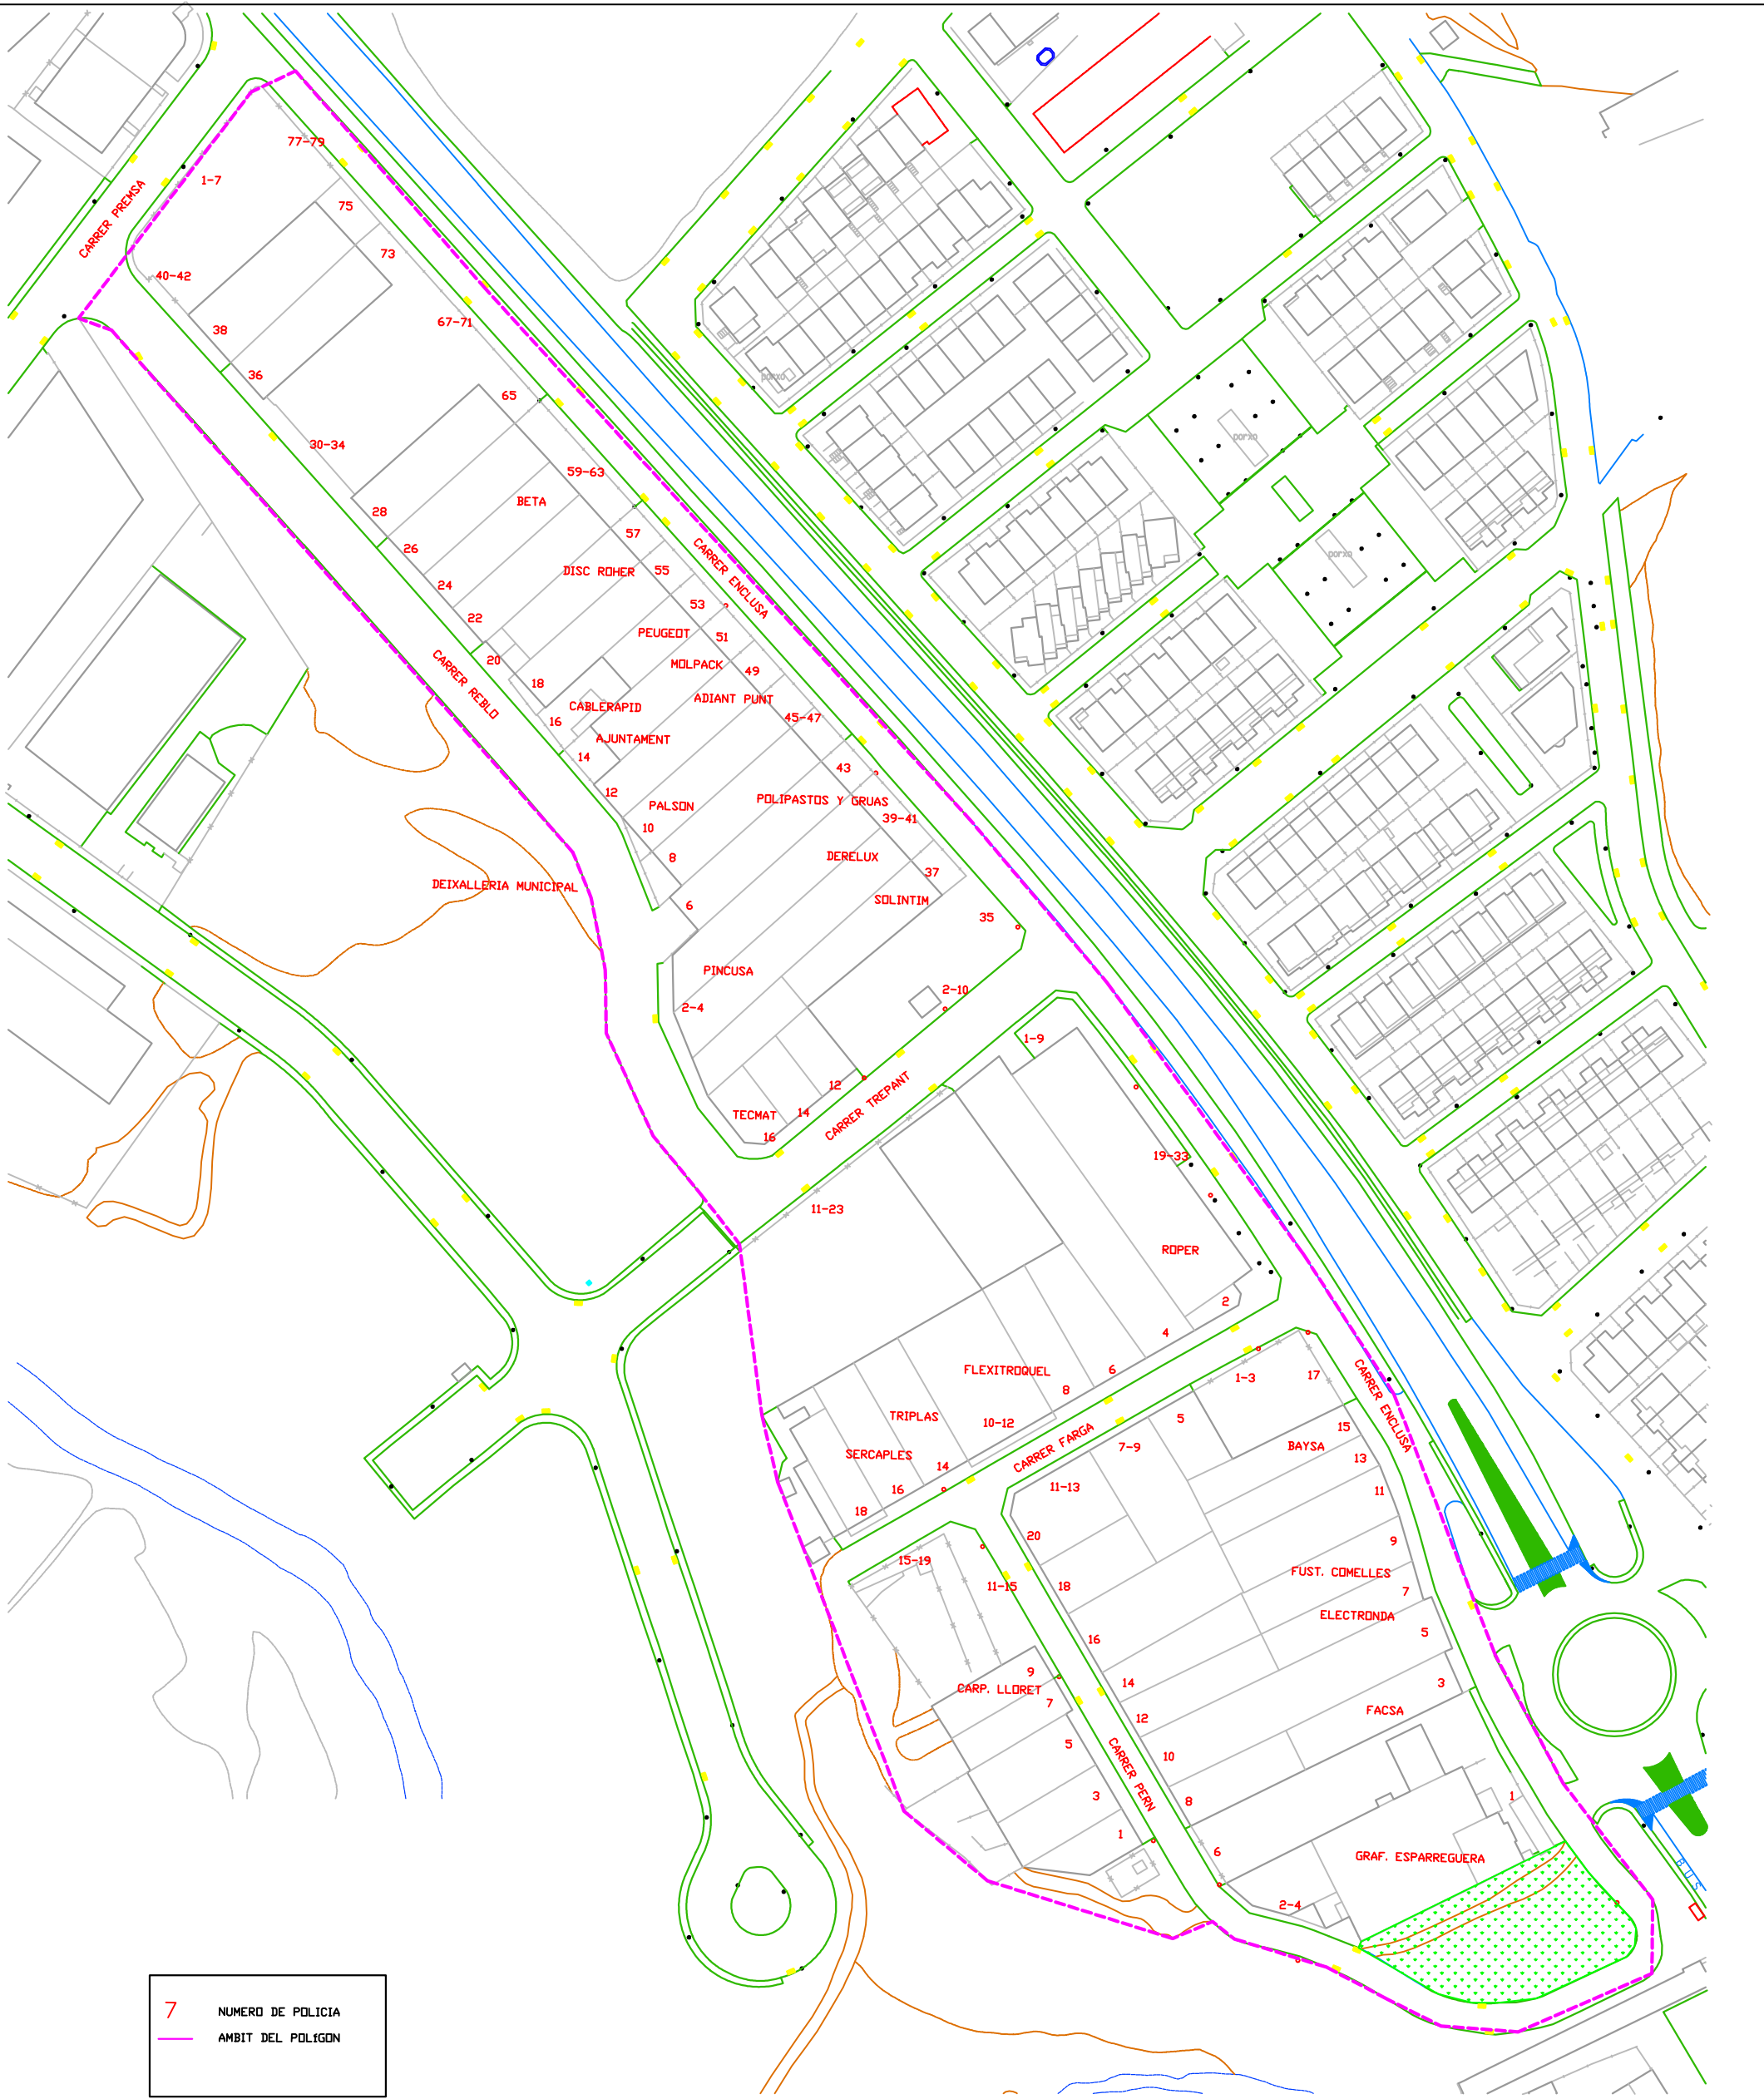 77-79
1-7
CARRER PREMSA
75
73
40-42
38
67-71
36
65
30-34
59-63
BETA
28
57
26
CARRER ENCLUSA
DISC ROHER
55
24
53
22
PEUGEOT
51
20
MOLPACK
49
CARRER REBLO
18
ADIANT PUNT
CABLERAPID
16
45-47
AJUNTAMENT
14
43
12
PALSON
POLIPASTOS Y GRUAS
39-41
10
8
DERELUX
37
DEIXALLERIA MUNICIPAL
SOLINTIM
6
35
PINCUSA
2-10
2-4
1-9
12
CARRER TREPANT
TECMAT
14
16
19-33
11-23
ROPER
2
4
FLEXITROQUEL
6
8
1-3
17
CARRER ENCLUSA
TRIPLAS
10-12
5
CARRER FARGA
7-9
15
BAYSA
SERCAPLES
13
14
16
11-13
11
18
20
9
15-19
11-15
18
FUST. COMELLES
7
ELECTRONDA
16
5
9
14
3
CARP. LLORET
7
12
FACSA
5
10
CARRER PERN
3
8
1
1
6
GRAF. ESPARREGUERA
2-4
porxo
porxo
porxo
BUS
7 NUMERO DE POLICIA
AMBIT DEL POLíGON